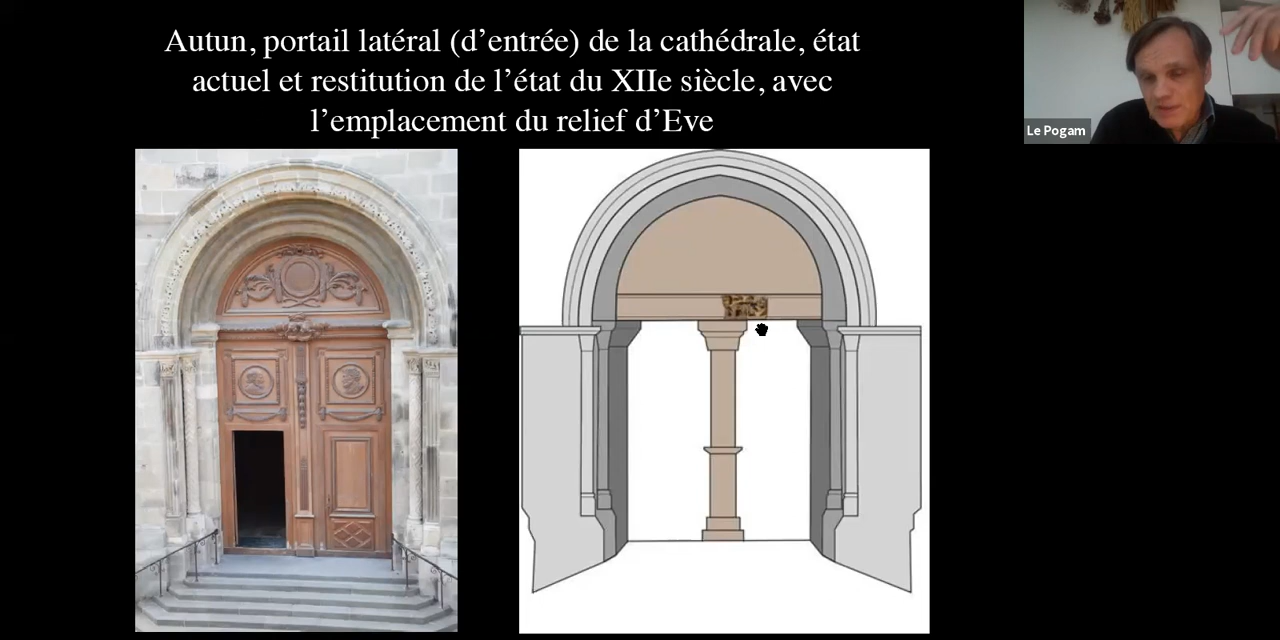 Autun, portail latéral (d’entrée) de la cathédrale, état
actuel et restitution de l’état du XIIe siècle, avec
l’emplacement du relief d’Eve
Le Pogam